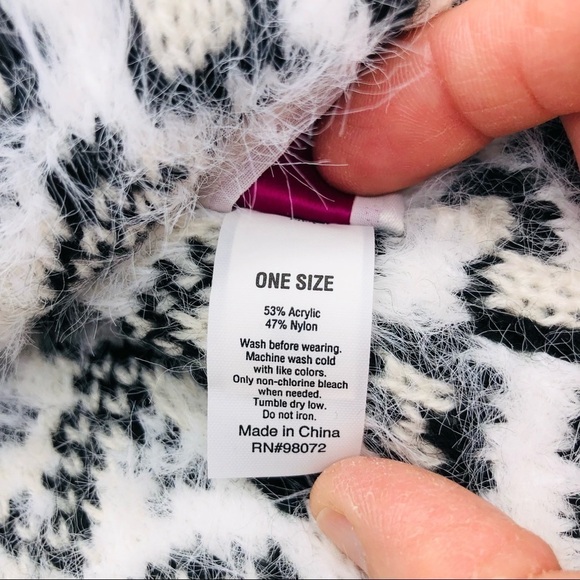 ONE SIZE
53% Acrylic
47% Nylon
Wash before wearing.
Machine wash cold
with like colors.
Only non-chlorine bleach
when needed.
Tumble dry low.
Do not iron.
Made in China
RN#98072